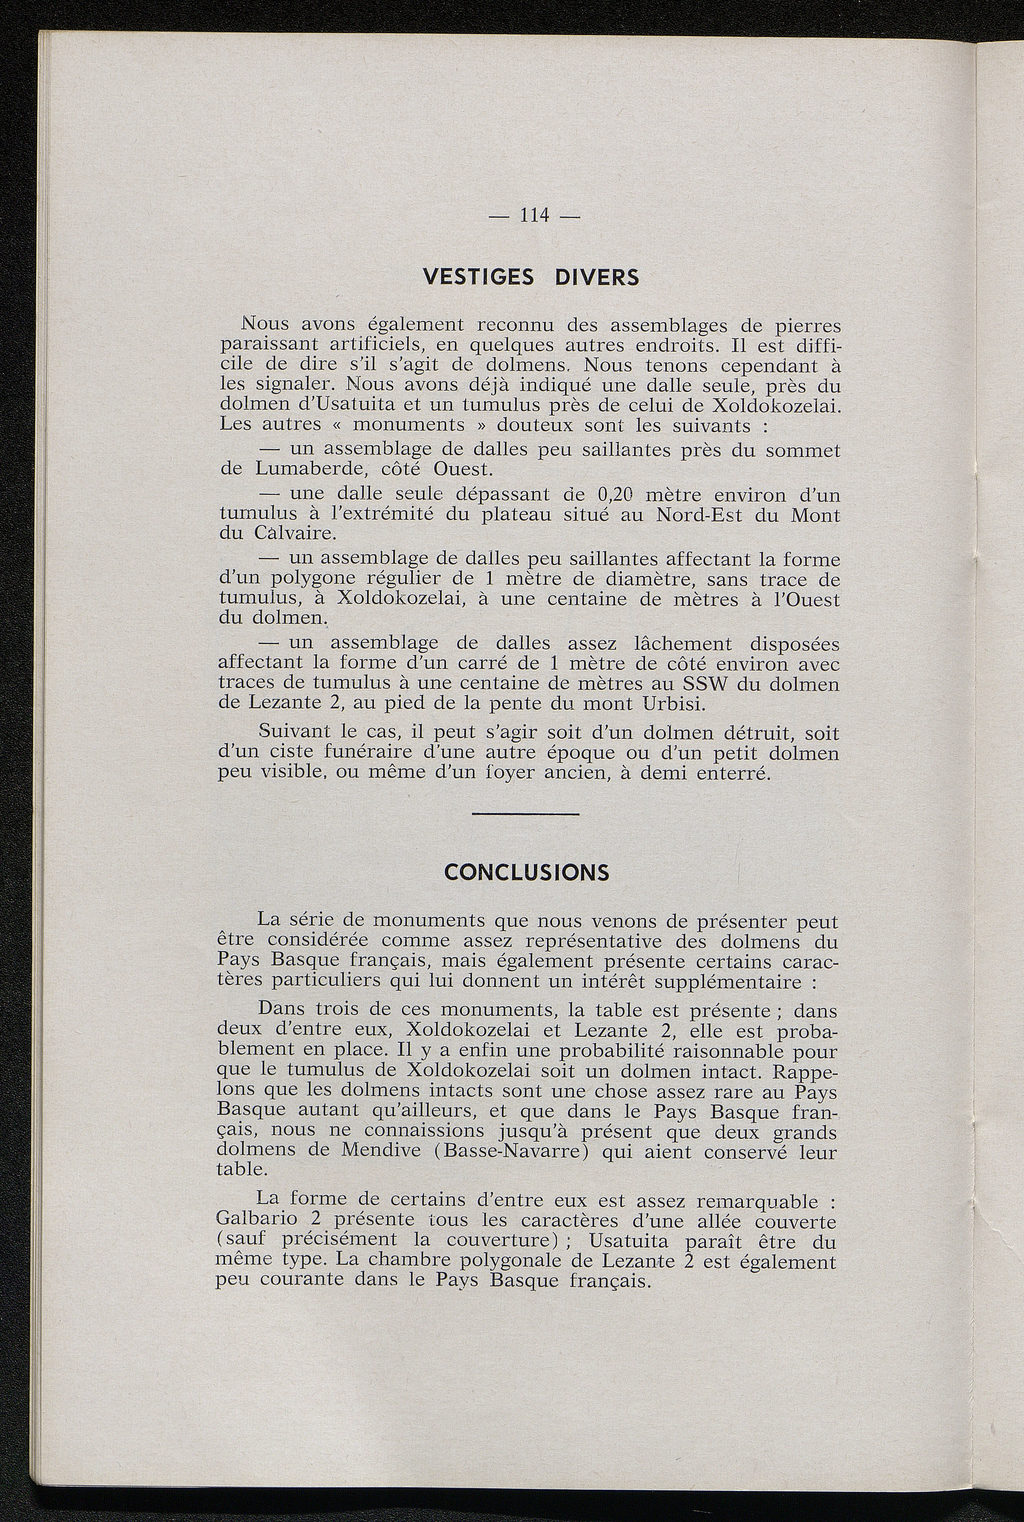 — 114 —
VESTIGES DIVERS
Nous avons également reconnu des assemblages de pierres
paraissant artificiels, en quelques autres endroits. Il est diffi-
cile de dire s'il s'agit de dolmens. Nous tenons cependant à
les signaler. Nous avons déjà indiqué une dalle seule, près du
dolmen d'Usatuita et un tumulus près de celui de Xoldokozelai.
Les autres « monuments » douteux sont les suivants :
— un assemblage de dalles peu saillantes près du sommet
de Lumaberde, côté Ouest.
— une dalle seule dépassant de 0,20 mètre environ d'un
tumulus à l'extrémité du plateau situé au Nord-Est du Mont
du Calvaire.
— un assemblage de dalles peu saillantes affectant la forme
d'un polygone régulier de 1 mètre de diamètre, sans trace de
tumulus, à Xoldokozelai, à une centaine de mètres à l'Ouest
du dolmen.
— un assemblage de dalles assez lâchement disposées
affectant la forme d'un carré de 1 mètre de côté environ avec
traces de tumulus à une centaine de mètres au SSW du dolmen
de Lezante 2, au pied de la pente du mont Urbisi.
Suivant le cas, il peut s'agir soit d'un dolmen détruit, soit
d'un ciste funéraire d'une autre époque ou d'un petit dolmen
peu visible, ou même d'un foyer ancien, à demi enterré.
CONCLUSIONS
La série de monuments que nous venons de présenter peut
être considérée comme assez représentative des dolmens du
Pays Basque français, mais également présente certains carac-
tères particuliers qui lui donnent un intérêt supplémentaire :
Dans trois de ces monuments, la table est présente ; dans
deux d'entre eux, Xoldokozelai et Lezante 2, elle est proba-
blement en place. Il y a enfin une probabilité raisonnable pour
que le tumulus de Xoldokozelai soit un dolmen intact. Rappe-
lons que les dolmens intacts sont une chose assez rare au Pays
Basque autant qu'ailleurs, et que dans le Pays Basque fran-
çais, nous ne connaissions jusqu'à présent que deux grands
dolmens de Mendive (Basse-Navarre) qui aient conservé leur
table.
La forme de certains d'entre eux est assez remarquable :
Galbario 2 présente tous les caractères d'une allée couverte
(sauf précisément la couverture) ; Usatuita paraît être du
même type. La chambre polygonale de Lezante 2 est également
peu courante dans le Pays Basque français.